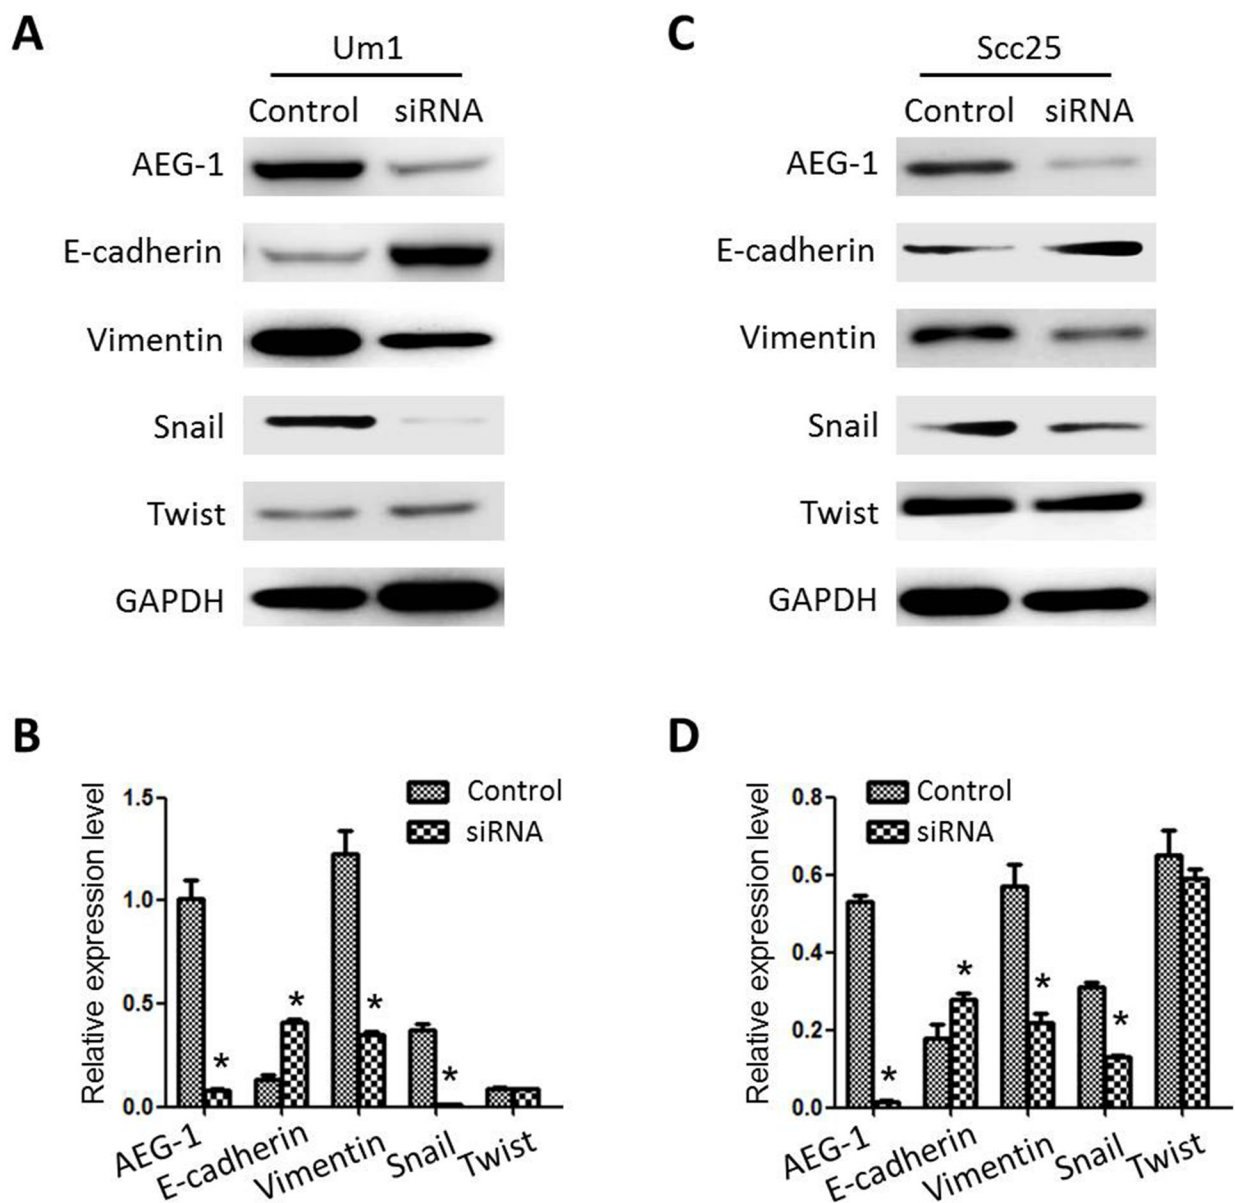 A
Um1
Control siRNA
AEG-1
E-cadherin
Vimentin
Snail
Twist
GAPDH
C
Scc25
Control siRNA
AEG-1
E-cadherin
Vimentin
Snail
Twist
GAPDH
B
Relative expression level
1.5
1.0
0.5
0.0
Control
siRNA
*
*
*
*
AEG-1
E-cadherin
Vimentin
Snail
Twist
D
Relative expression level
0.8
0.6
0.4
0.2
0.0
Control
siRNA
*
*
*
*
AEG-1
E-cadherin
Vimentin
Snail
Twist